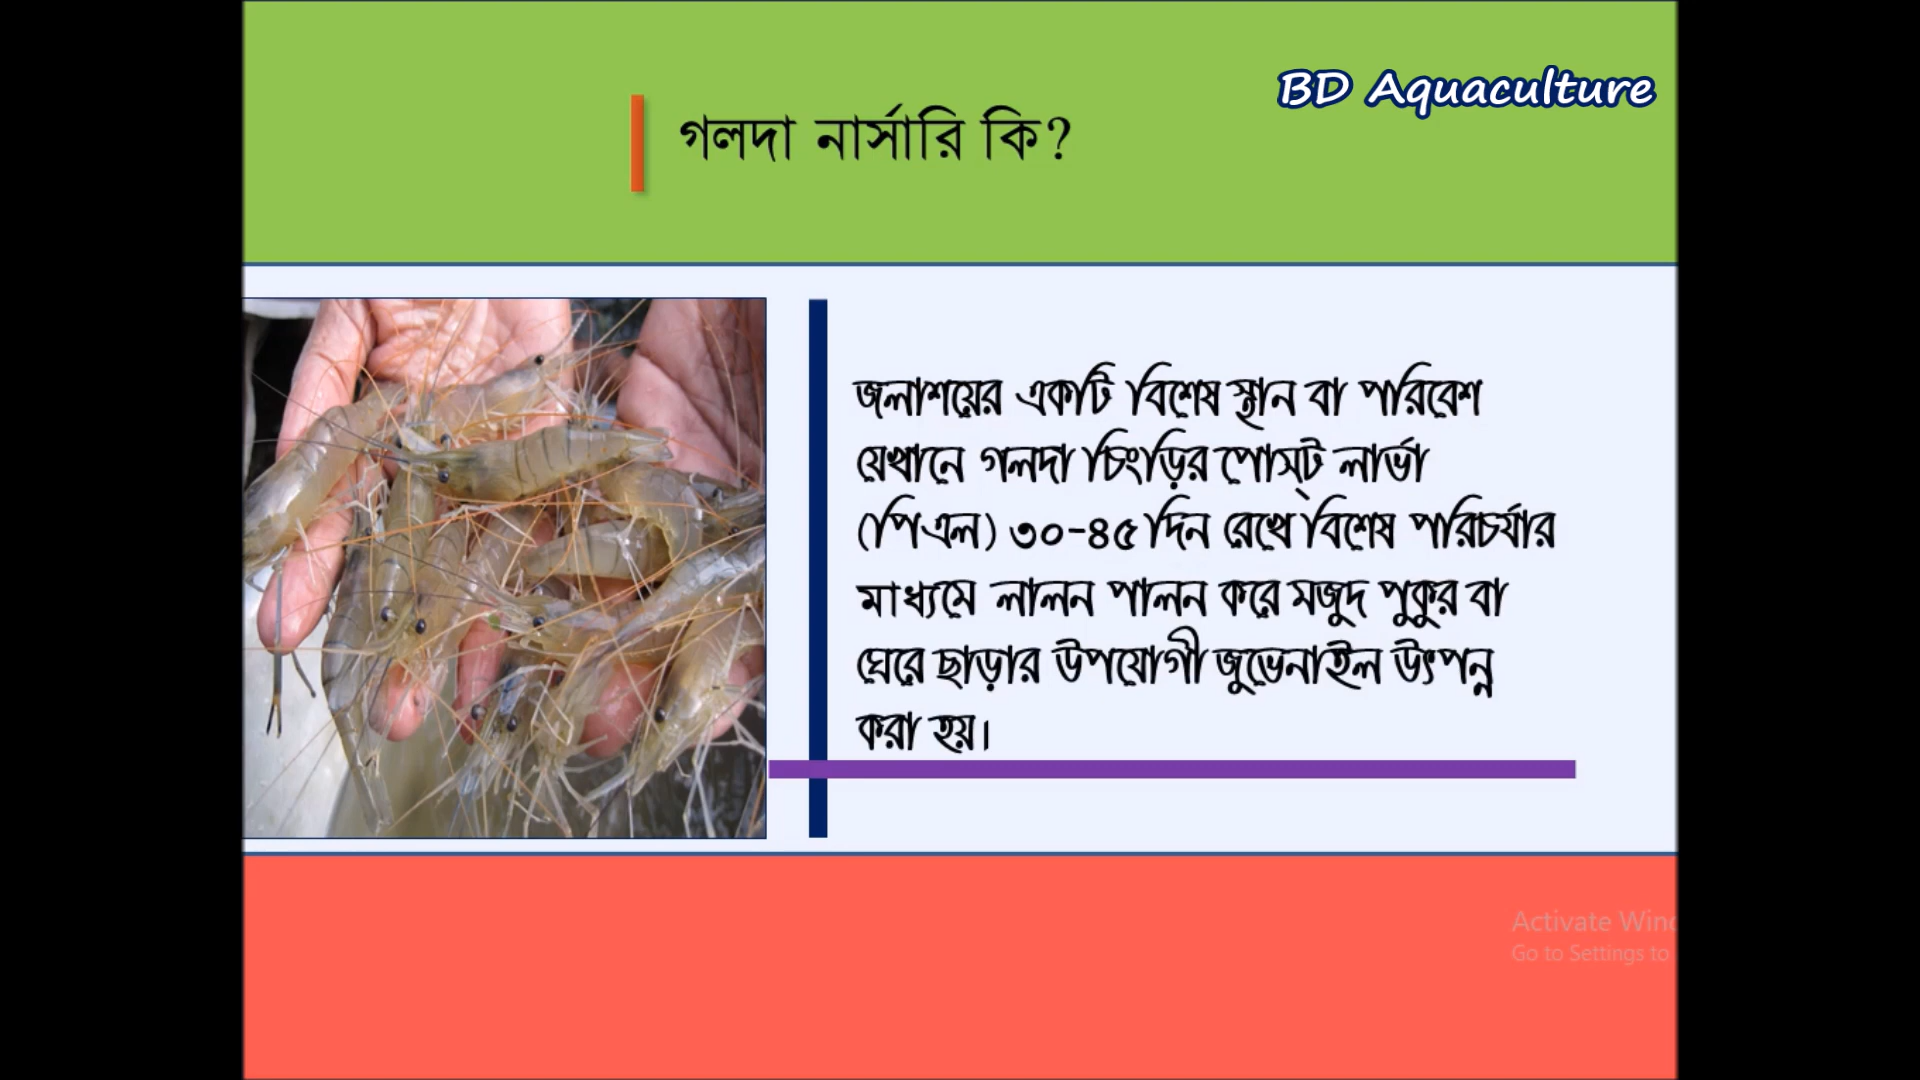 BD Aquaculture
গলদা নার্সারি কি?
জলাশয়ের একটি বিশেষ স্থান বা পরিবেশ
যেখানে গলদা চিংড়ির পোস্ট লার্ভা
(পিএল) ৩০-৪৫ দিন রেখে বিশেষ পরিচর্যার
মাধ্যমে লালন পালন করে মজুদ পুকুর বা
ঘেরে ছাড়ার উপযোগী জুভেনাইল উৎপন্ন
করা হয়।
Activate Wind
Go to Settings to